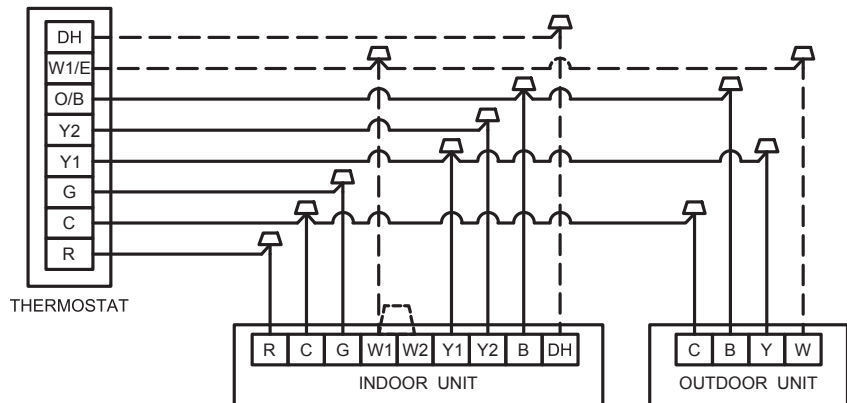 DH
W1/E
O/B
Y2
Y1
G
C
R
THERMOSTAT
R C G W1 W2 Y1 Y2 B DH
INDOOR UNIT
C B Y W
OUTDOOR UNIT